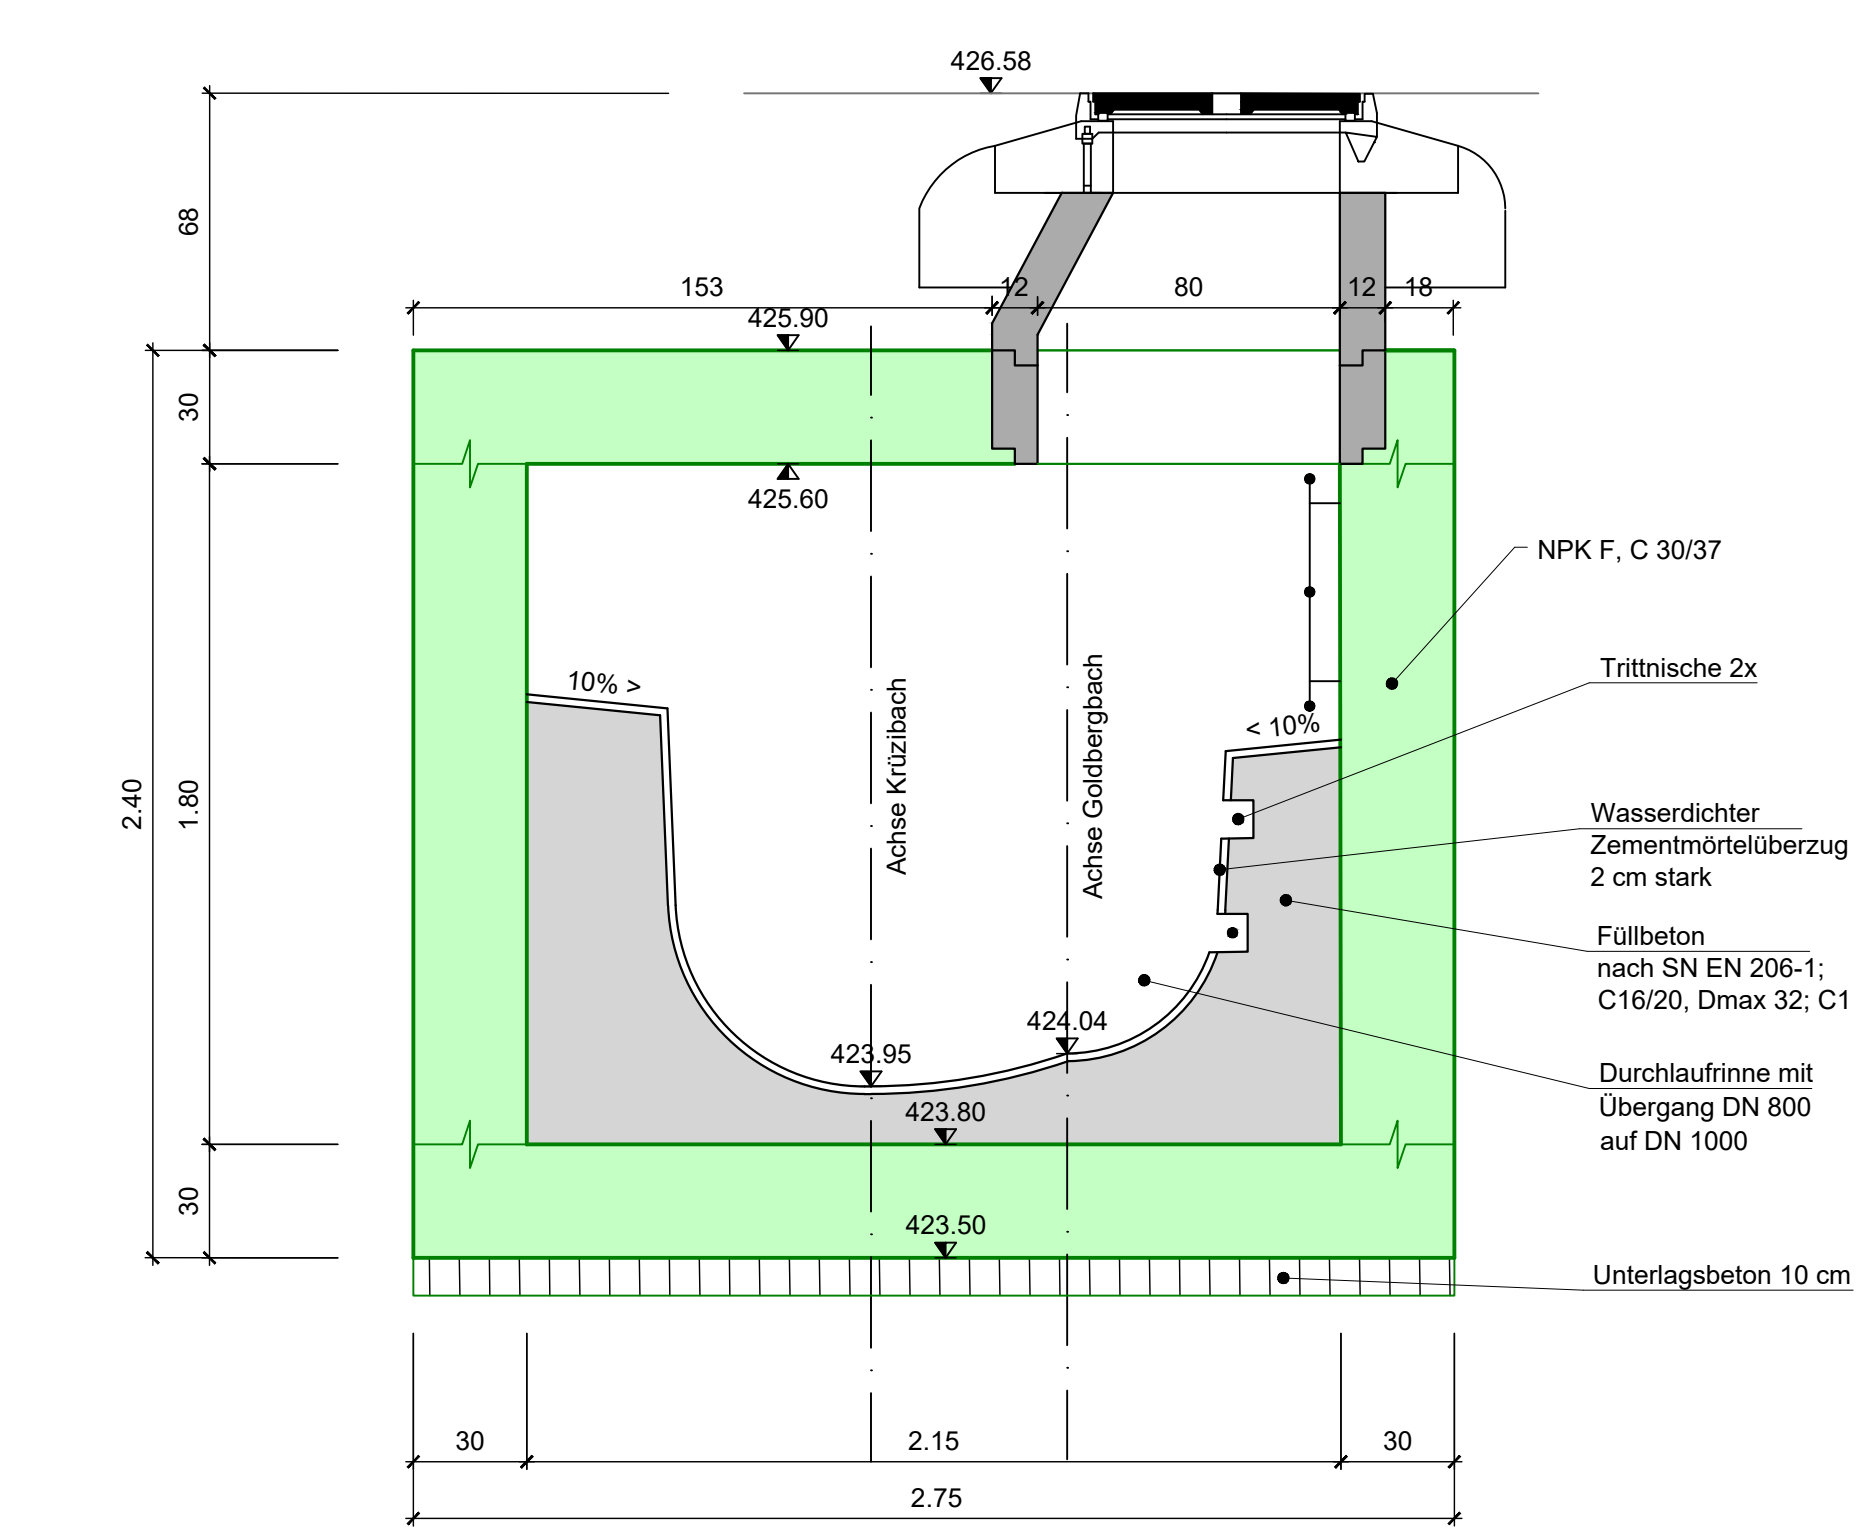 426.58
68
153
12
80
12
18
425.90
30
425.60
NPK F, C 30/37
Trittnische 2x
10% >
< 10%
Achse Krüzibach
Achse Goldbergbach
2.40
1.80
Wasserdichter
Zementmörtelüberzug
2 cm stark
Füllbeton
nach SN EN 206-1;
C16/20, Dmax 32; C1
424.04
423.95
Durchlaufrinne mit
Übergang DN 800
auf DN 1000
423.80
30
423.50
Unterlagsbeton 10 cm
30
2.15
30
2.75